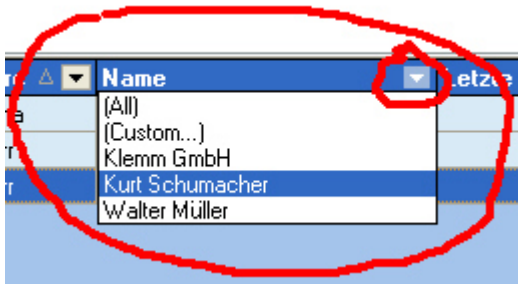 Name
(All)
(Custom...)
Klemm GmbH
Kurt Schumacher
Walter Müller